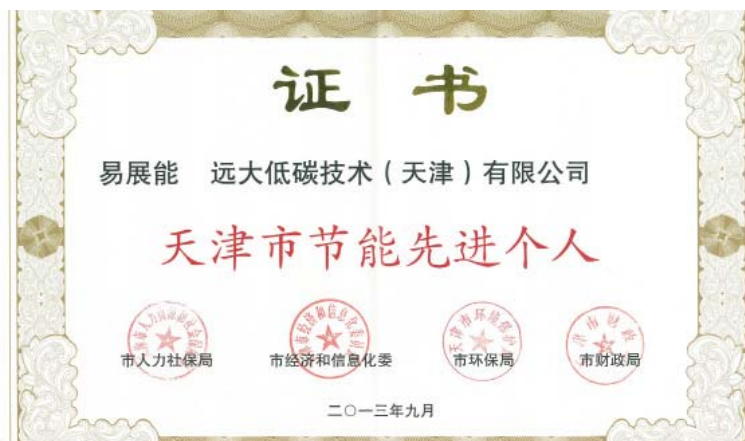 证 书
易展能 远大低碳技术（天津）有限公司
天津市节能先进个人
市人力社保局 市经济和信息化委 市环保局 市财政局
二〇一三年九月